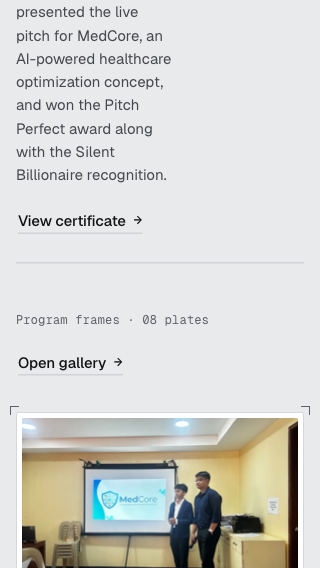 presented the live
pitch for MedCore, an
AI-powered healthcare
optimization concept,
and won the Pitch
Perfect award along
with the Silent
Billionaire recognition.
View certificate →
Program frames · 08 plates
Open gallery →
MedCore